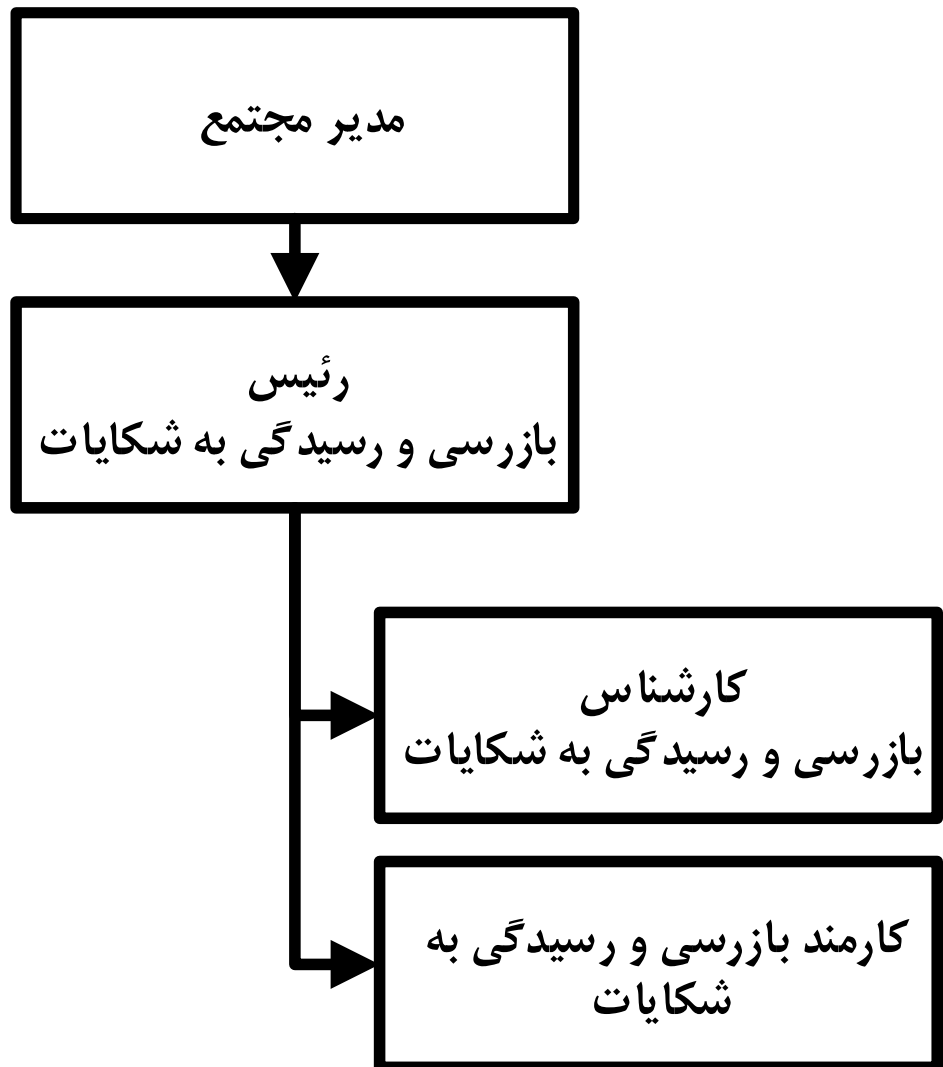 مدیر مجتمع
رئیس
بازرسی و رسیدگی به شکایات
کارشناس
بازرسی و رسیدگی به شکایات
کارمند بازرسی و رسیدگی به
شکایات